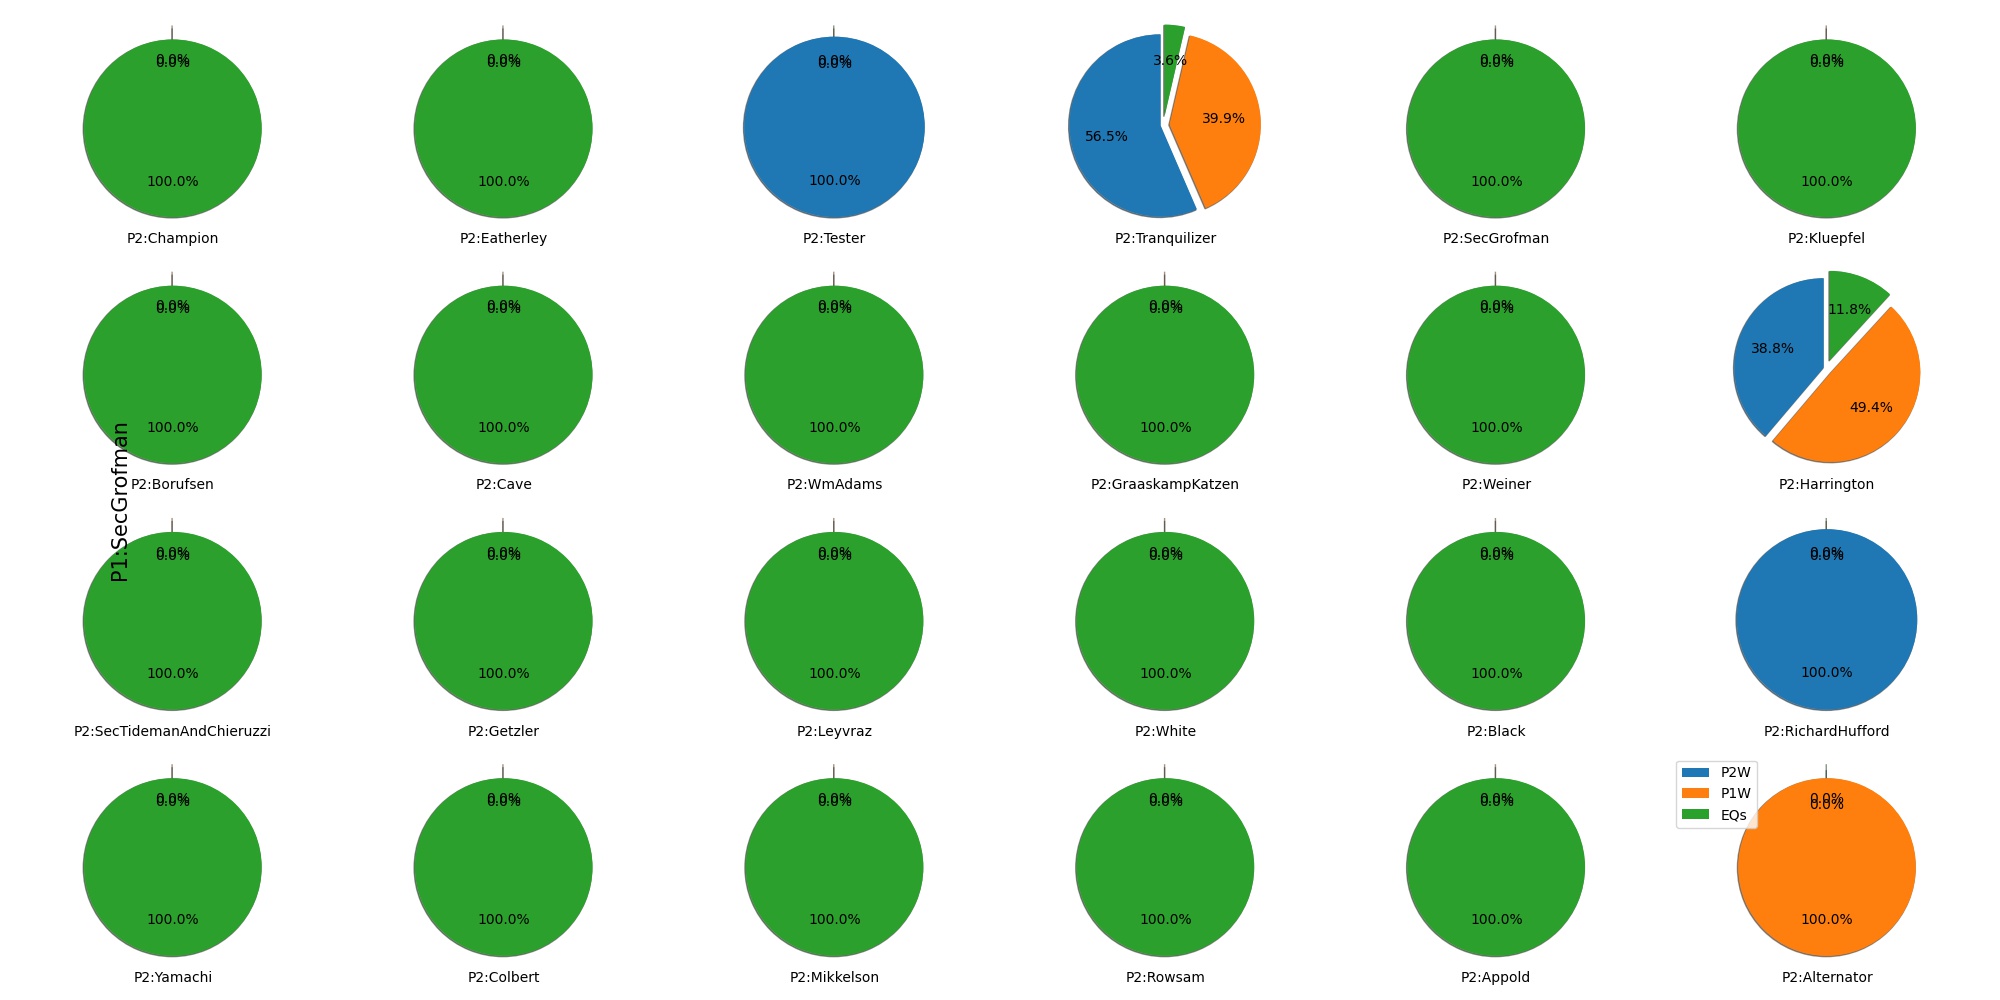 0.0%
0.0%
100.0%
P2:Champion
0.0%
0.0%
100.0%
P2:Eatherley
0.0%
0.0%
100.0%
P2:Tester
3.6%
39.9%
56.5%
P2:Tranquilizer
0.0%
0.0%
100.0%
P2:SecGrofman
0.0%
0.0%
100.0%
P2:Kluepfel
0.0%
0.0%
100.0%
P2:Borufsen
0.0%
0.0%
100.0%
P2:Cave
0.0%
0.0%
100.0%
P2:WmAdams
0.0%
0.0%
100.0%
P2:GraaskampKatzen
0.0%
0.0%
100.0%
P2:Weiner
11.8%
38.8%
49.4%
P2:Harrington
P1:SecGrofman
0.0%
0.0%
100.0%
P2:SecTidemanAndChieruzzi
0.0%
0.0%
100.0%
P2:Getzler
0.0%
0.0%
100.0%
P2:Leyvraz
0.0%
0.0%
100.0%
P2:White
0.0%
0.0%
100.0%
P2:Black
0.0%
0.0%
100.0%
P2:RichardHufford
0.0%
0.0%
100.0%
P2:Yamachi
0.0%
0.0%
100.0%
P2:Colbert
0.0%
0.0%
100.0%
P2:Mikkelson
0.0%
0.0%
100.0%
P2:Rowsam
0.0%
0.0%
100.0%
P2:Appold
P2W
P1W
EQs
0.0%
0.0%
100.0%
P2:Alternator